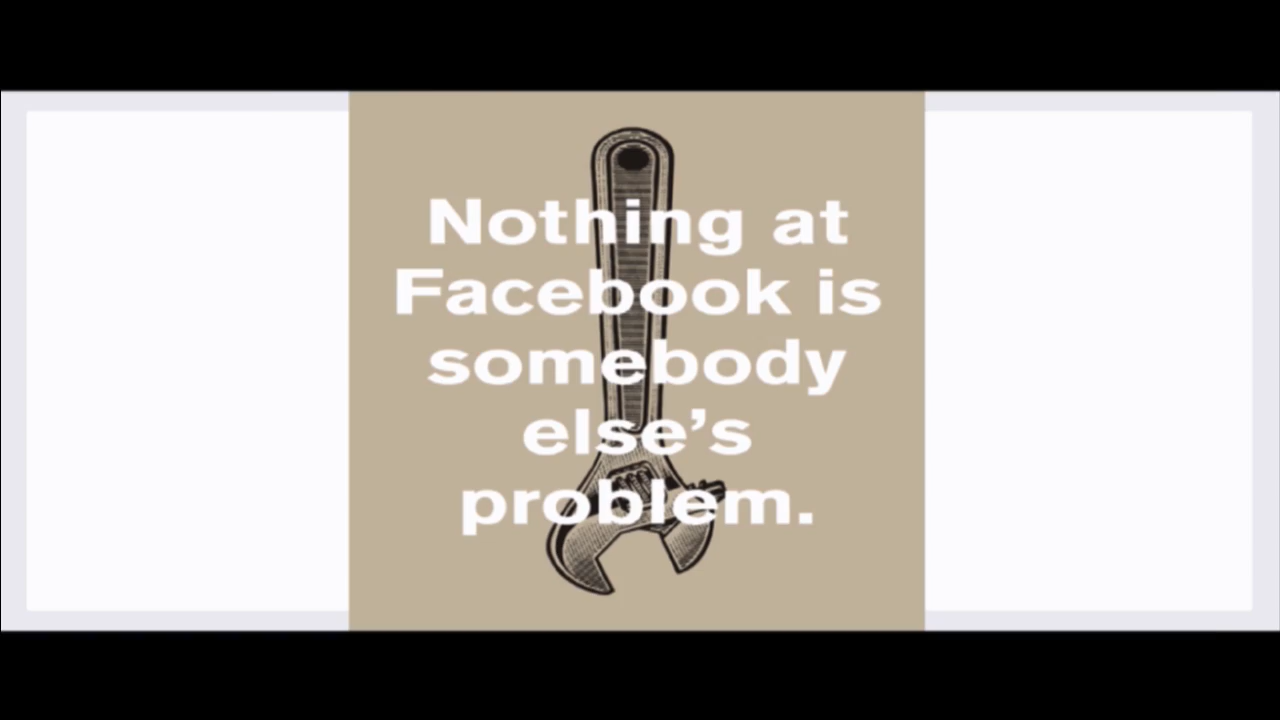 Nothing at
Facebook is
somebody
else’s
problem.